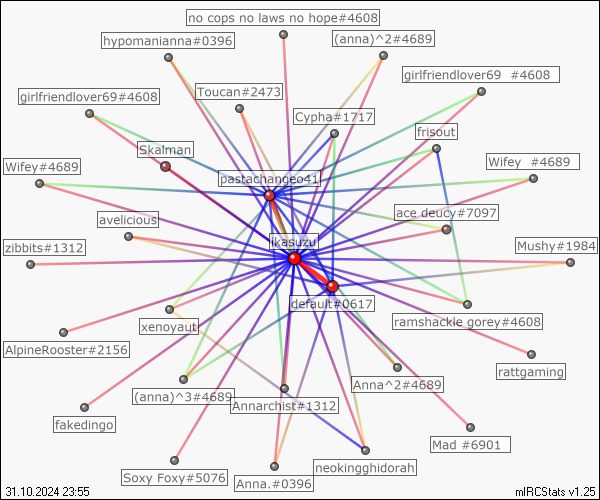 no cops no laws no hope#4608
hypomanianna#0396
(anna)^2#4689
girlfriendlover69 #4608
Toucan#2473
girlfriendlover69#4608
Cypha#1717
frisout
Skalman
Wifey#4689
Wifey #4689
pastachangeo41
avelicious
ace deucy#7097
ikasuzu
zibbits#1312
Mushy#1984
default#0617
xenoyaut
ramshackle gorey#4608
AlpineRooster#2156
rattgaming
Anna^2#4689
(anna)^3#4689
Annarchist#1312
fakedingo
Mad #6901
neokingghidorah
Soxy Foxy#5076
Anna.#0396
31.10.2024 23:55
mIRCStats v1.25